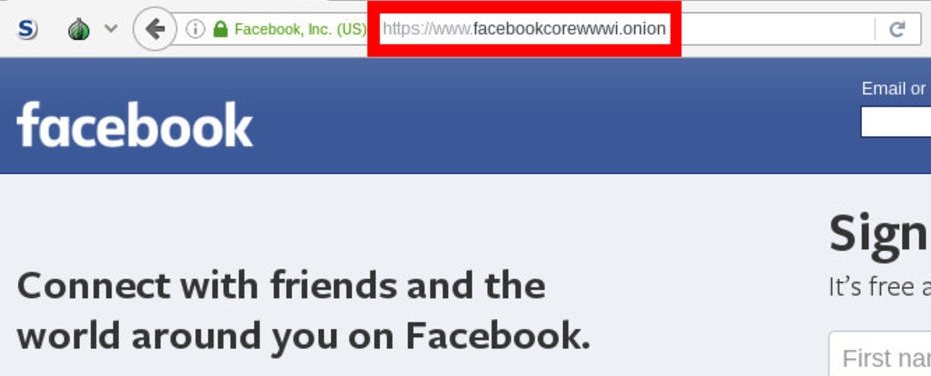 S
Facebook, Inc. (US) https://www.facebookcorewwwi.onion
Email or
facebook
Sign
It's free a
First nar
Connect with friends and the
world around you on Facebook.